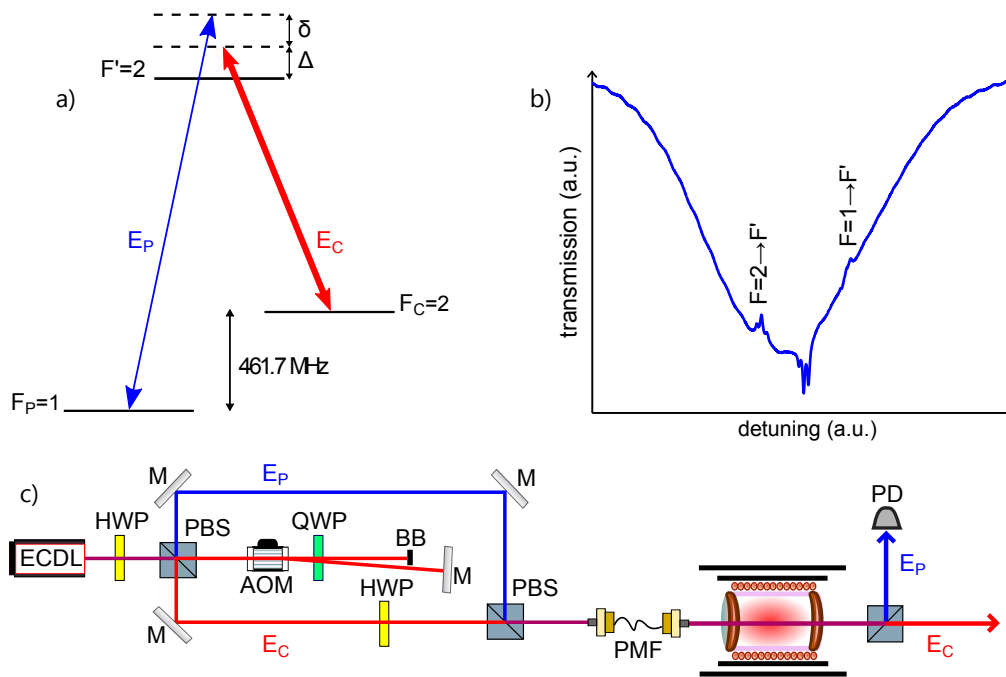 a)
F'=2
δ
Δ
E_P
E_C
F_C=2
461.7 MHz
F_P=1
b)
transmission (a.u.)
F=2→F'
F=1→F'
detuning (a.u.)
c)
M
E_P
M
HWP
PBS
QWP
BB
ECDL
AOM
M
HWP
PBS
M
E_C
PMF
PD
E_P
E_C